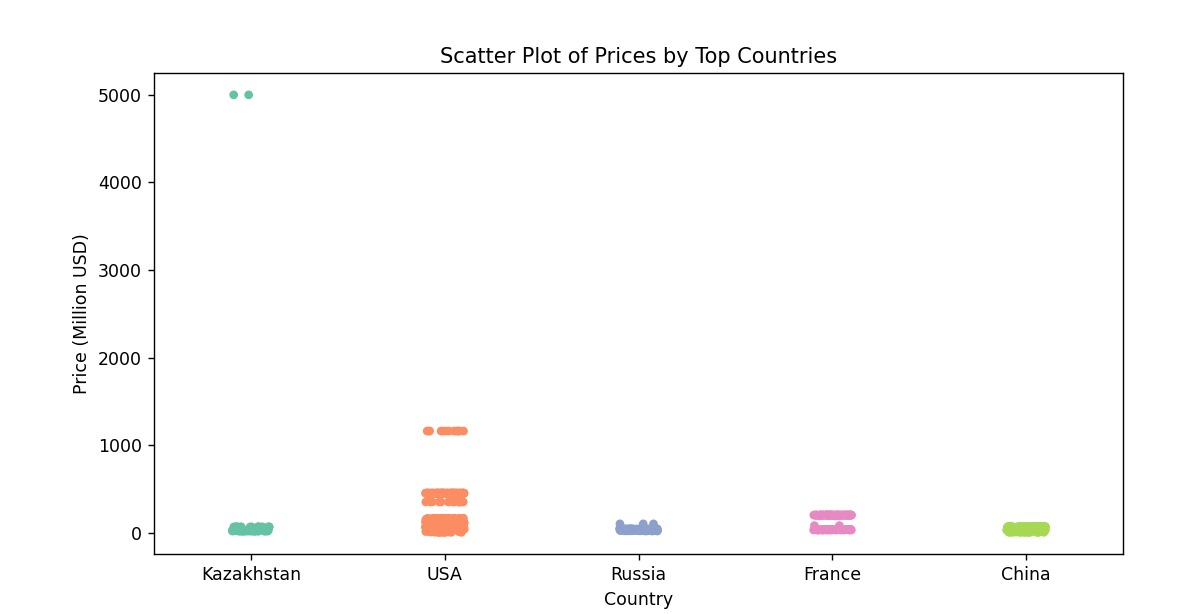 Scatter Plot of Prices by Top Countries
5000
4000
3000
2000
1000
0
Price (Million USD)
Kazakhstan USA Russia France China
Country